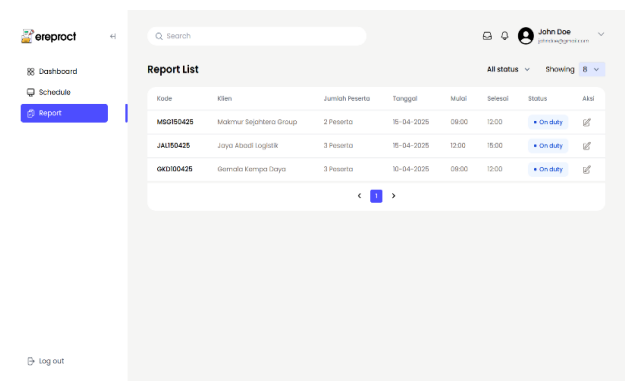 ereproct
Search
John Doe
johndoe@gmail.com
Dashboard
Schedule
Report
Report List
All status
Showing 8
Kode Klien Jumlah Peserta Tanggal Mulai Selesai Status Aksi
MSG150425 Makmur Sejahtera Group 2 Peserta 15-04-2025 09:00 12:00 On duty
JAL150425 Jaya Abadi Logistik 3 Peserta 15-04-2025 12:00 15:00 On duty
GKD100425 Gemala Kempa Daya 3 Peserta 10-04-2025 09:00 12:00 On duty
1
Log out